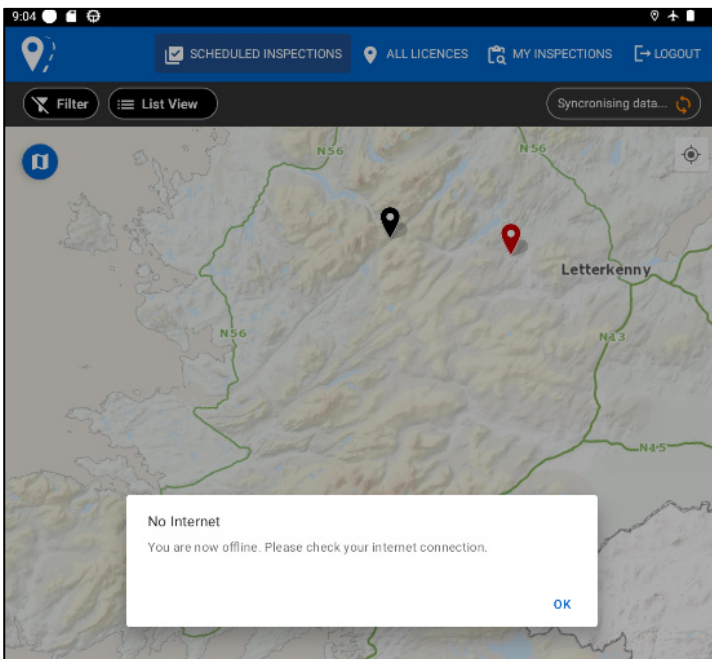 9:04
SCHEDULED INSPECTIONS
ALL LICENCES
MY INSPECTIONS
LOGOUT
Filter
List View
Syncronising data...
N56
N56
Letterkenny
N56
N13
N45
No Internet
You are now offline. Please check your internet connection.
OK